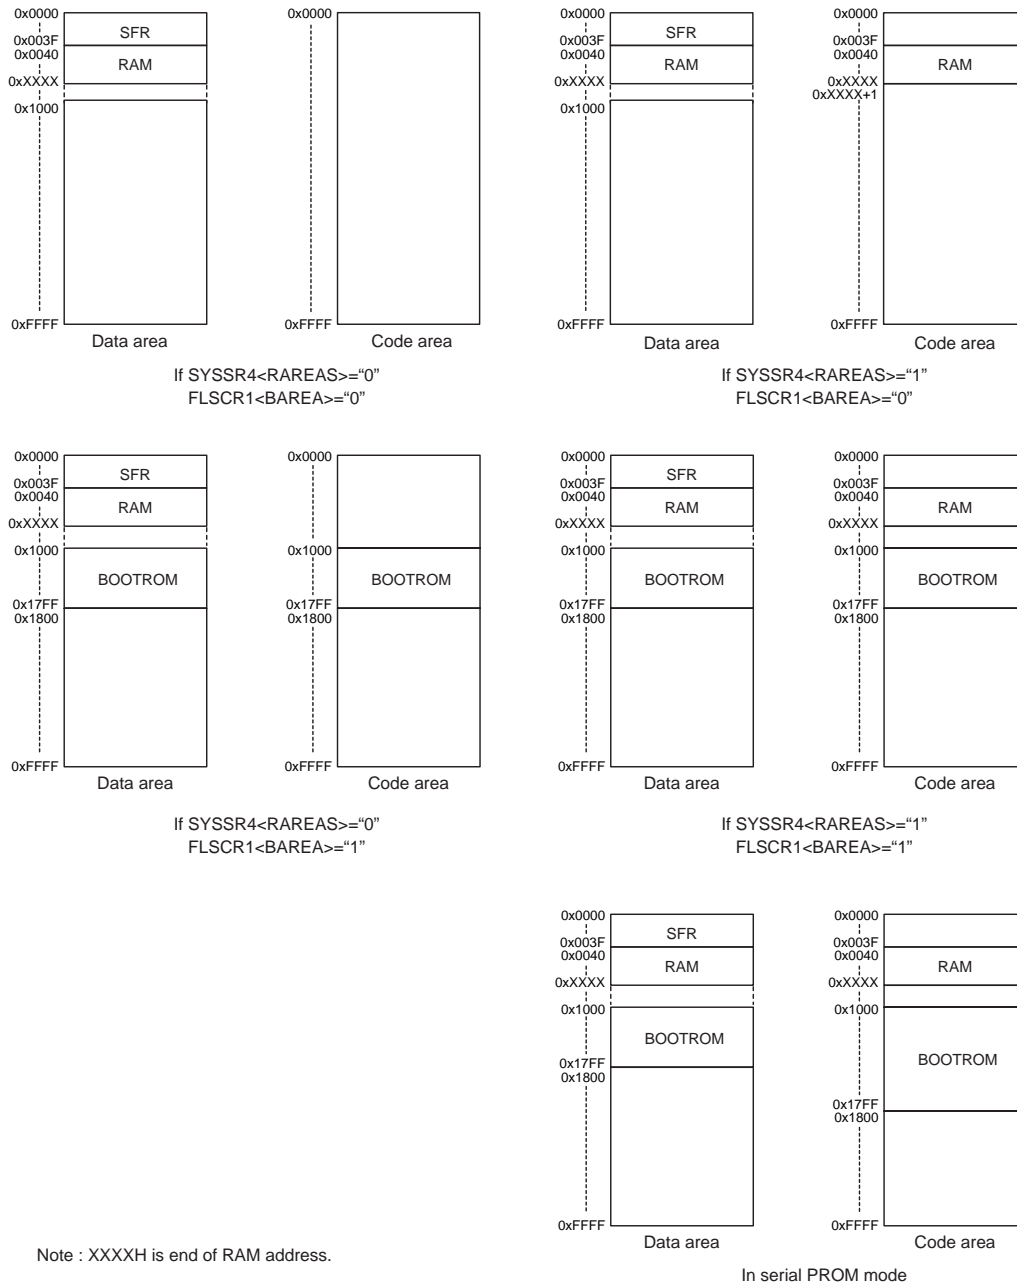 0x0000
SFR
0x003F
0x0040
RAM
0xXXXX
0x1000
0xFFFF
Data area
0x0000
0xFFFF
Code area
If SYSSR4<RAREAS>=“0”
FLSCR1<BAREA>=“0”
0x0000
SFR
0x003F
0x0040
RAM
0xXXXX
0x1000
0xFFFF
Data area
0x0000
0x003F
0x0040
RAM
0xXXXX
0xXXXX+1
0xFFFF
Code area
If SYSSR4<RAREAS>=“1”
FLSCR1<BAREA>=“0”
0x0000
SFR
0x003F
0x0040
RAM
0xXXXX
0x1000
BOOTROM
0x17FF
0x1800
0xFFFF
Data area
0x0000
0x1000
BOOTROM
0x17FF
0x1800
0xFFFF
Code area
If SYSSR4<RAREAS>=“0”
FLSCR1<BAREA>=“1”
0x0000
SFR
0x003F
0x0040
RAM
0xXXXX
0x1000
BOOTROM
0x17FF
0x1800
0xFFFF
Data area
0x0000
0x003F
0x0040
RAM
0xXXXX
0x1000
BOOTROM
0x17FF
0x1800
0xFFFF
Code area
If SYSSR4<RAREAS>=“1”
FLSCR1<BAREA>=“1”
0x0000
SFR
0x003F
0x0040
RAM
0xXXXX
0x1000
BOOTROM
0x17FF
0x1800
0xFFFF
Data area
0x0000
0x003F
0x0040
RAM
0xXXXX
0x1000
BOOTROM
0x17FF
0x1800
0xFFFF
Code area
In serial PROM mode
Note : XXXXH is end of RAM address.